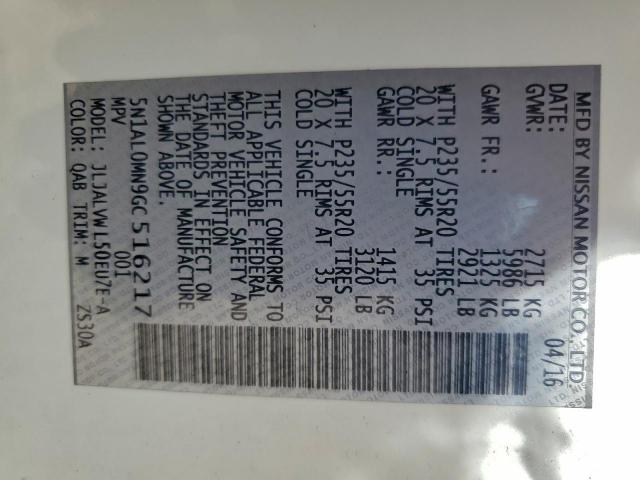 MFD BY NISSAN MOTOR CO., LTD.
DATE: 04/16
GVWR: 2715 KG
5986 LB
GAWR FR.: 1325 KG
2921 LB
WITH P235/55R20 TIRES
20 X 7.5 RIMS AT 35 PSI
COLD SINGLE
GAWR RR.: 1415 KG
3120 LB
WITH P235/55R20 TIRES
20 X 7.5 RIMS AT 35 PSI
COLD SINGLE
THIS VEHICLE CONFORMS TO
ALL APPLICABLE FEDERAL
MOTOR VEHICLE SAFETY AND
THEFT PREVENTION
STANDARDS IN EFFECT ON
THE DATE OF MANUFACTURE
SHOWN ABOVE.
5N1AL0MN9GC516217
MPV 001
MODEL: JLJALVWL50EU7E-A
COLOR: QAB TRIM: M ZS30A